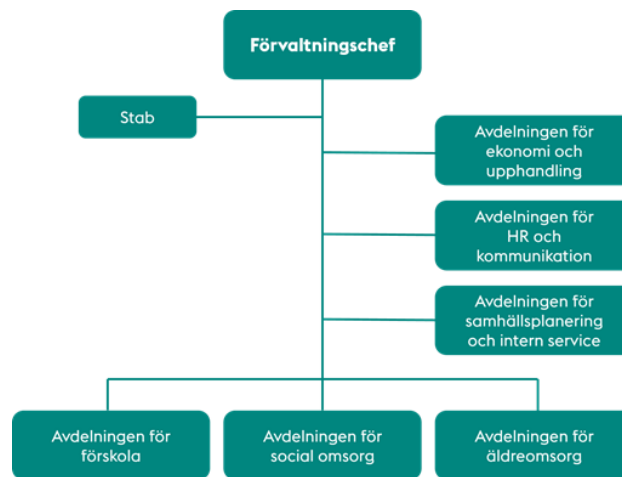 Förvaltningschef
Stab
Avdelningen för
ekonomi och
upphandling
Avdelningen för
HR och
kommunikation
Avdelningen för
samhällsplanering
och intern service
Avdelningen för
förskola
Avdelningen för
social omsorg
Avdelningen för
äldreomsorg